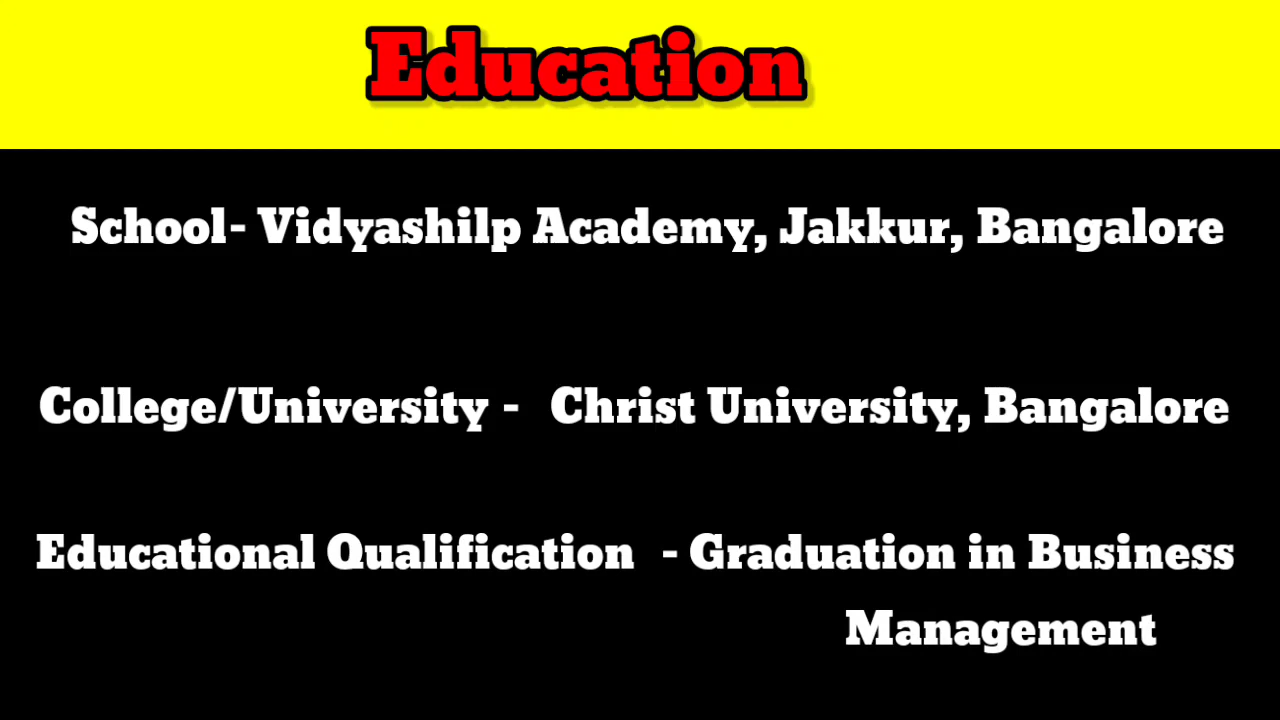 Education
School- Vidyashilp Academy, Jakkur, Bangalore
College/University - Christ University, Bangalore
Educational Qualification - Graduation in Business
Management